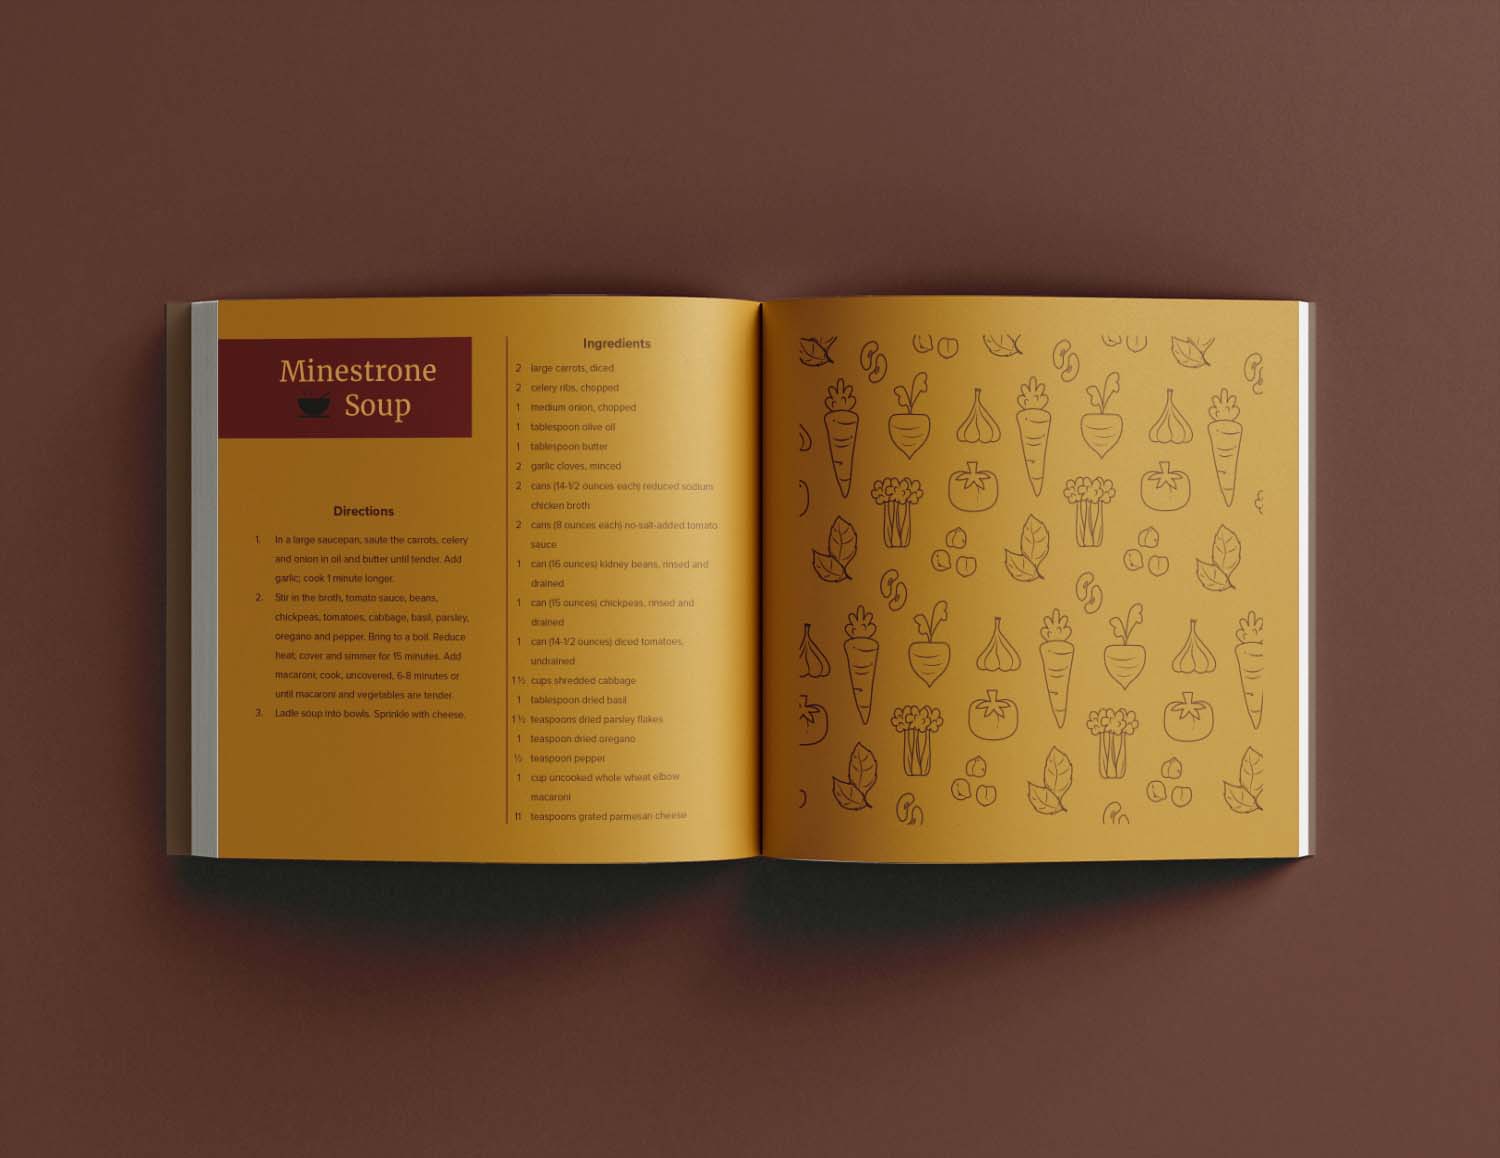 Minestrone
Soup
Directions
1. In a large saucepan, saute the carrots, celery
and onion in oil and butter until tender. Add
garlic; cook 1 minute longer.
2. Stir in the broth, tomato sauce, beans,
chickpeas, tomatoes, cabbage, basil, parsley,
oregano and pepper. Bring to a boil. Reduce
heat; cover and simmer for 15 minutes. Add
macaroni; cook, uncovered, 6-8 minutes or
until macaroni and vegetables are tender.
3. Ladle soup into bowls. Sprinkle with cheese.
Ingredients
2 large carrots, diced
2 celery ribs, chopped
1 medium onion, chopped
1 tablespoon olive oil
1 tablespoon butter
2 garlic cloves, minced
2 cans (14-1/2 ounces each) reduced sodium
chicken broth
2 cans (8 ounces each) no-salt-added tomato
sauce
1 can (16 ounces) kidney beans, rinsed and
drained
1 can (15 ounces) chickpeas, rinsed and
drained
1 can (14-1/2 ounces) diced tomatoes,
undrained
1 ½ cups shredded cabbage
1 tablespoon dried basil
1 ½ teaspoons dried parsley flakes
1 teaspoon dried oregano
½ teaspoon pepper
1 cup uncooked whole wheat elbow
macaroni
11 teaspoons grated parmesan cheese